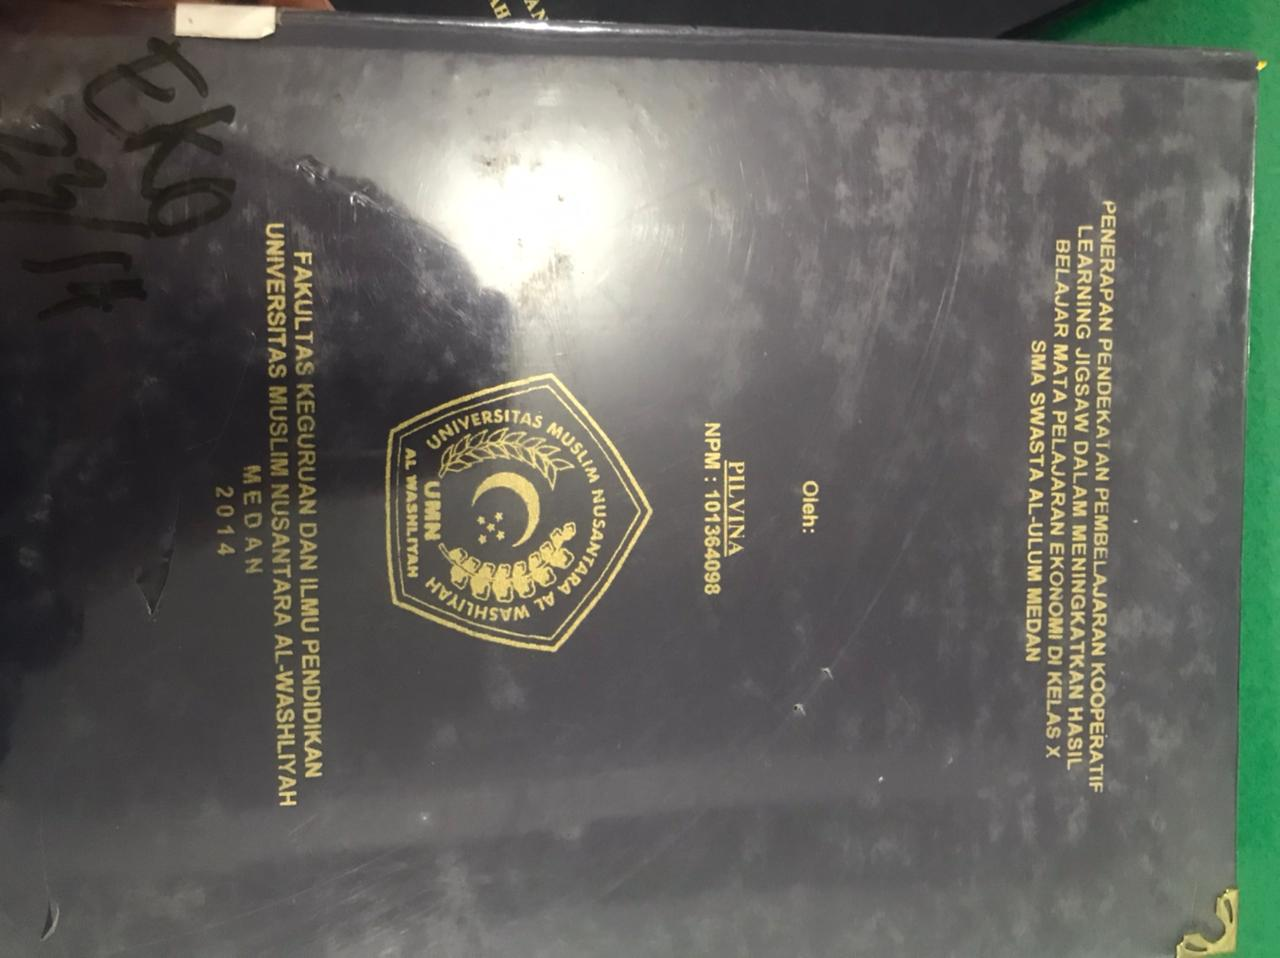 PENERAPAN PENDEKATAN PEMBELAJARAN KOOPERATIF
LEARNING JIGSAW DALAM MENINGKATKAN HASIL
BELAJAR MATA PELAJARAN EKONOMI DI KELAS X
SMA SWASTA AL-ULUM MEDAN
Oleh:
PILVINA
NPM : 101364098
UNIVERSITAS MUSLIM NUSANTARA AL WASHLIYAH
UMN
AL WASHLIYAH
FAKULTAS KEGURUAN DAN ILMU PENDIDIKAN
UNIVERSITAS MUSLIM NUSANTARA AL-WASHLIYAH
MEDAN
2014
EKO